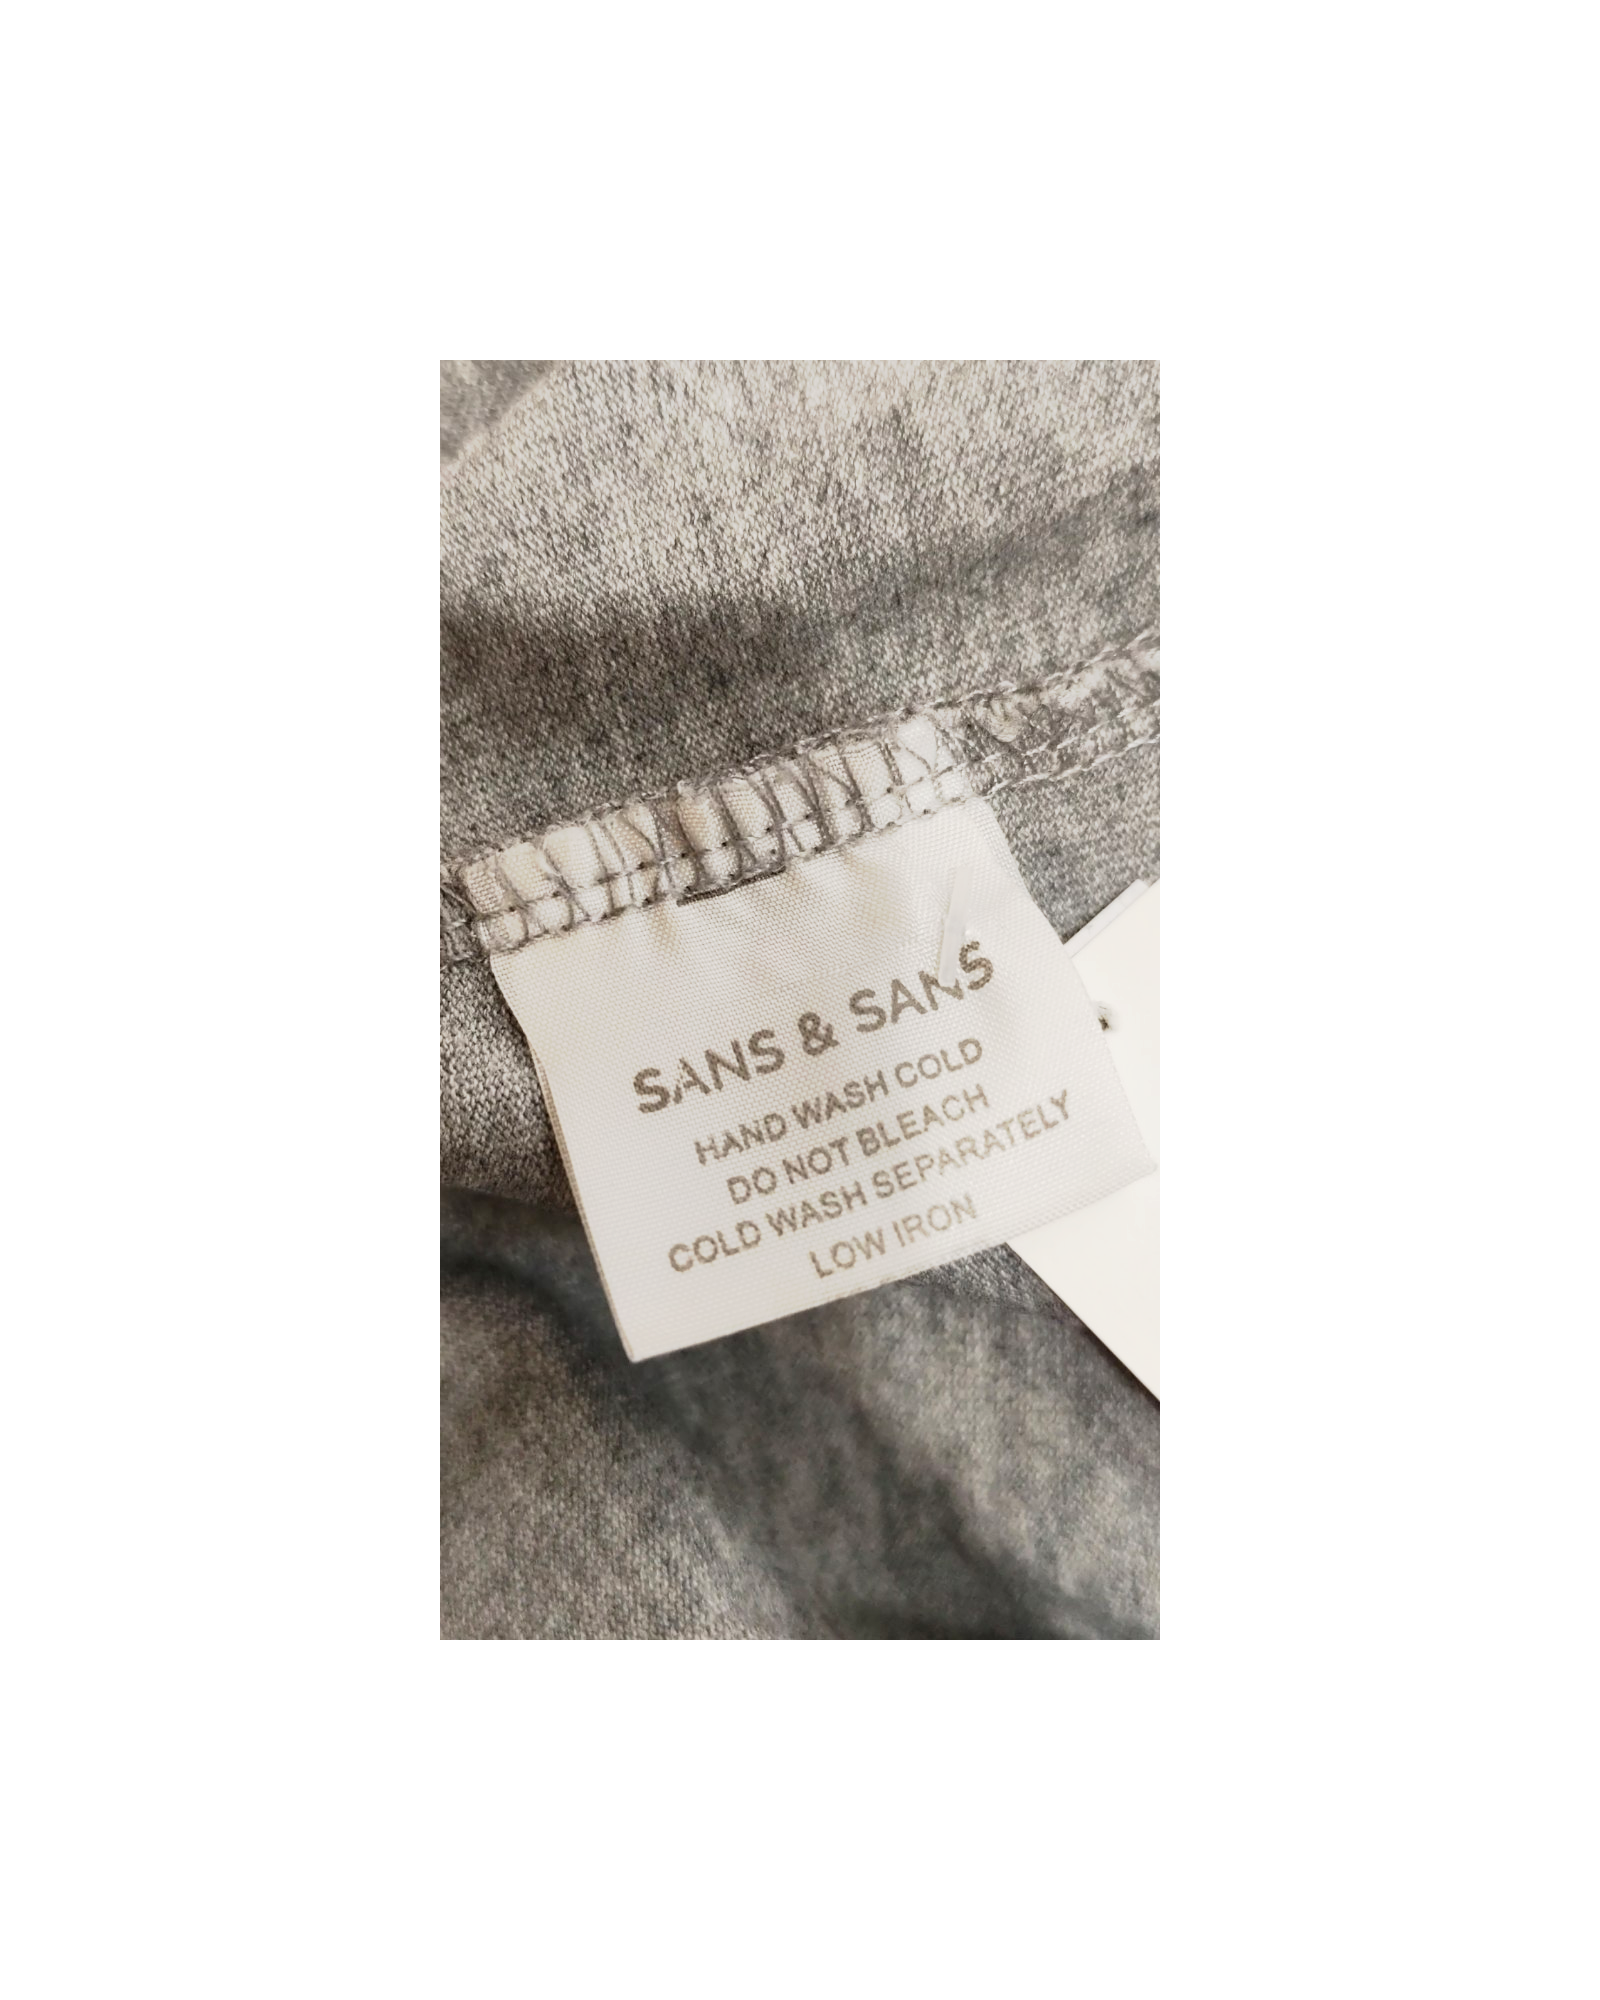 SANS & SANS
HAND WASH COLD
DO NOT BLEACH
COLD WASH SEPARATELY
LOW IRON